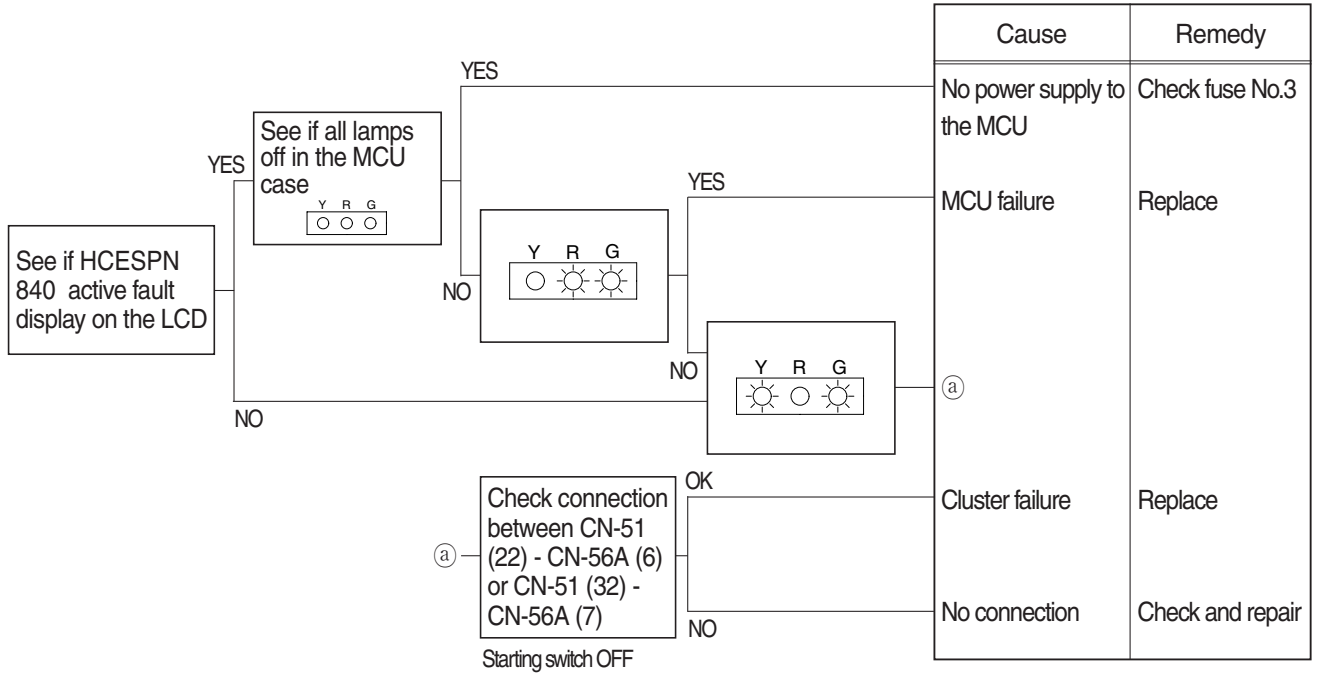 Cause Remedy
YES
No power supply to Check fuse No.3
the MCU
See if all lamps
off in the MCU
case
YES
Y R G
YES
MCU failure Replace
See if HCESPN
840 active fault
display on the LCD
Y R G
NO
NO
Y R G
ⓐ
NO
Check connection
between CN-51
(22) - CN-56A (6)
or CN-51 (32) -
CN-56A (7)
ⓐ
OK
Cluster failure Replace
No connection Check and repair
NO
Starting switch OFF